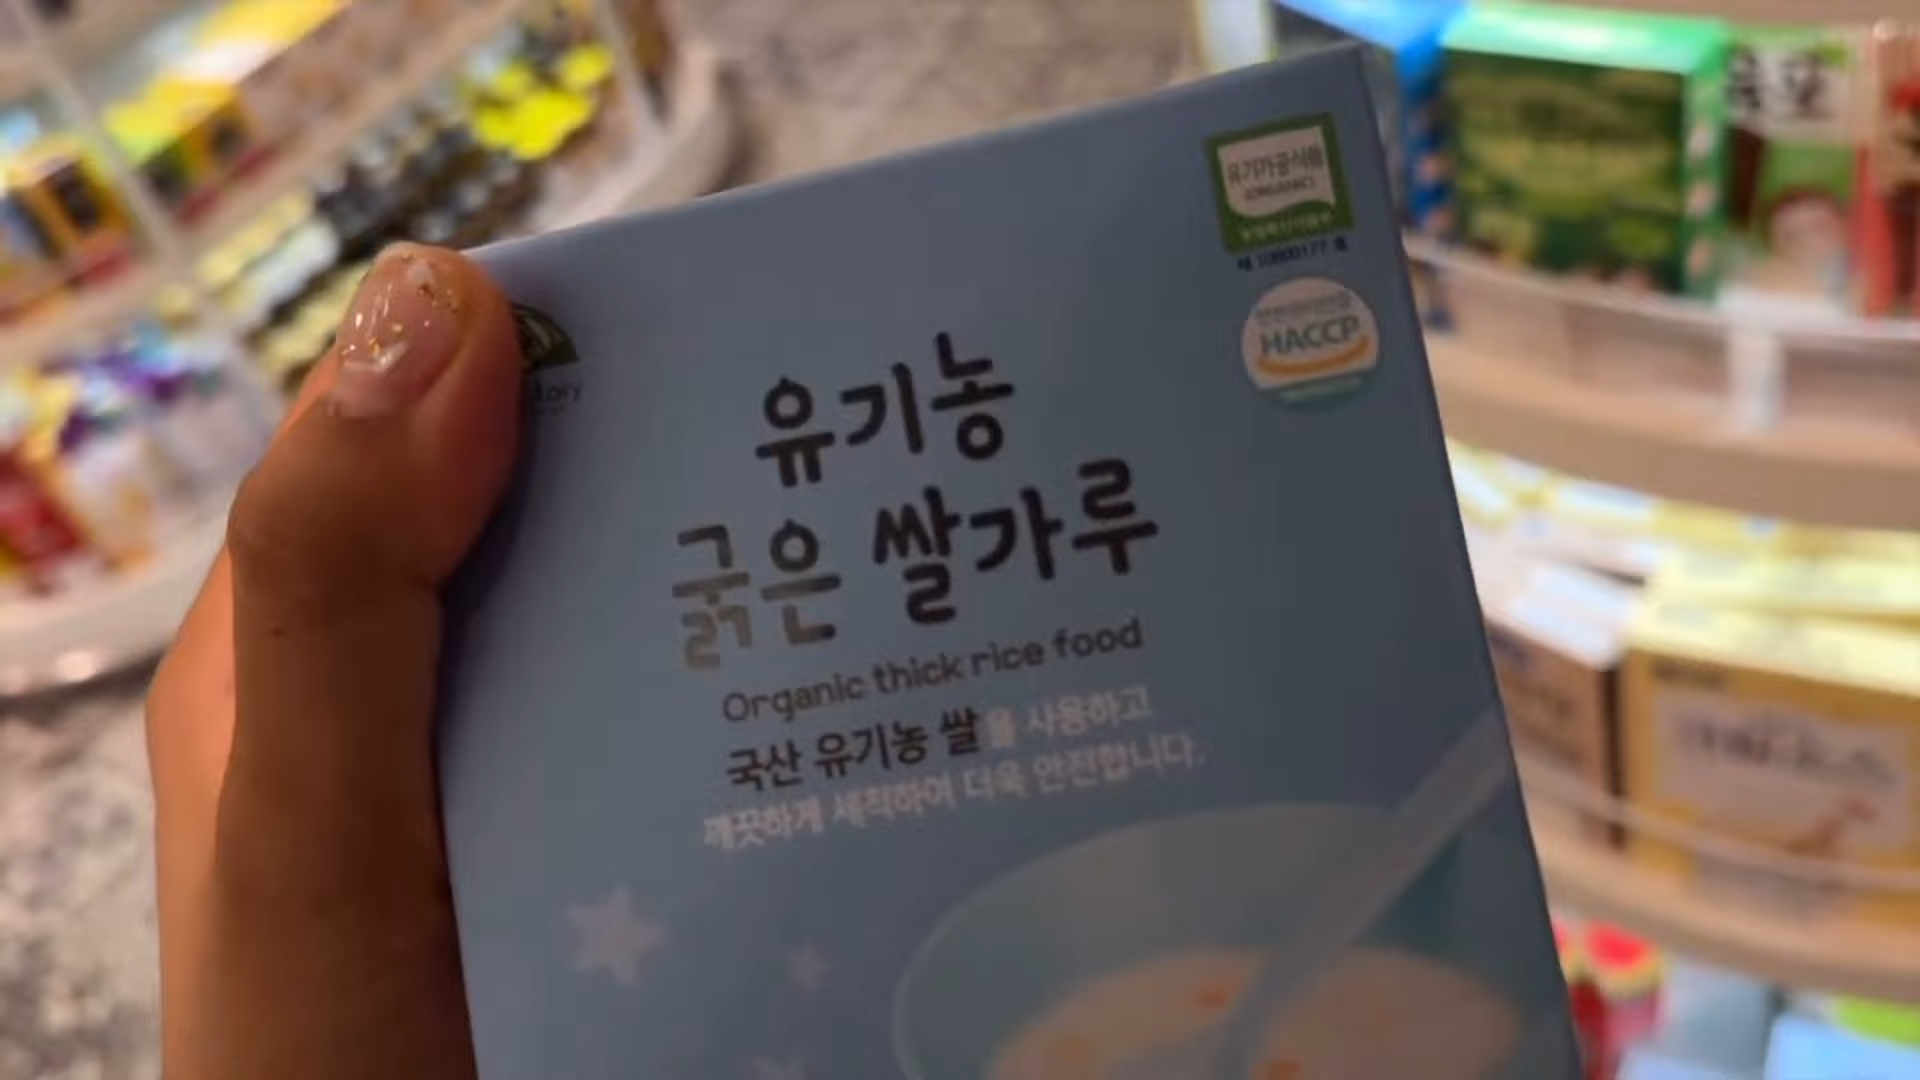 유기가공식품
(ORGANIC)
HACCP
유기농
굵은 쌀가루
Organic thick rice food
국산 유기농 쌀을 사용하고
깨끗하게 세척하여 더욱 안전합니다.